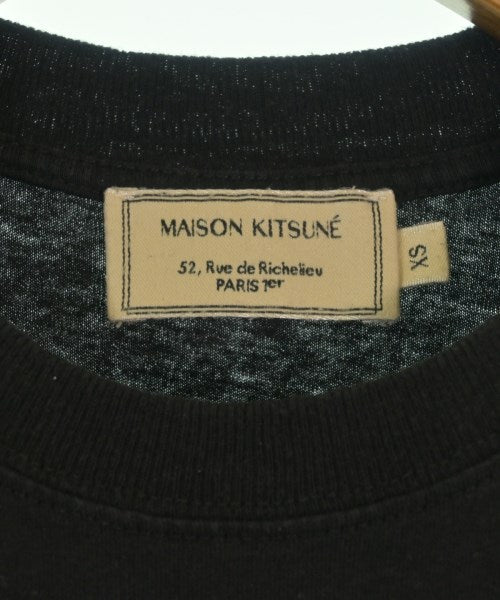 MAISON KITSUNÉ
52, Rue de Richelieu
PARIS 1er
XS